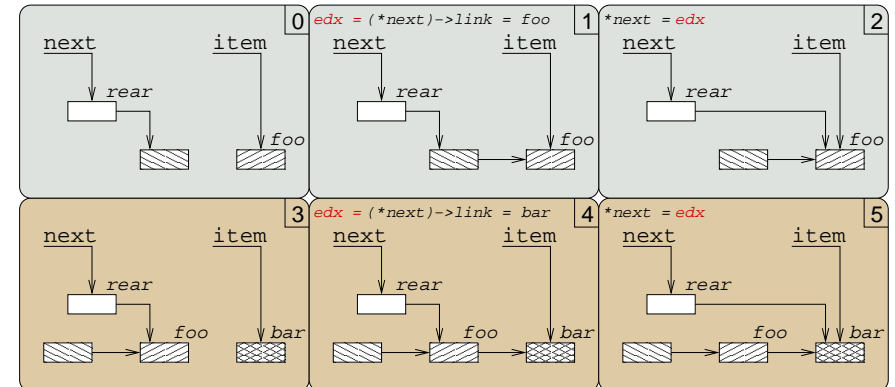 0
next item
rear
foo
edx = (*next)->link = foo 1
next item
rear
foo
*next = edx 2
next item
rear
foo
3
next item
rear
foo bar
edx = (*next)->link = bar 4
next item
rear
foo bar
*next = edx 5
next item
rear
foo bar